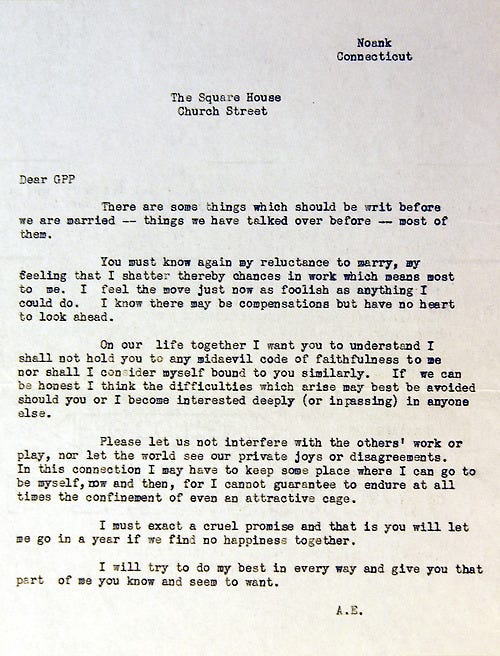 Noank
Connecticut
The Square House
Church Street
Dear GPP
There are some things which should be writ before
we are married -- things we have talked over before -- most of
them.
You must know again my reluctance to marry, my
feeling that I shatter thereby chances in work which means most
to me. I feel the move just now as foolish as anything I
could do. I know there may be compensations but have no heart
to look ahead.
On our life together I want you to understand I
shall not hold you to any midaevil code of faithfulness to me
nor shall I consider myself bound to you similarly. If we can
be honest I think the difficulties which arise may best be avoided
should you or I become interested deeply (or inpassing) in anyone
else.
Please let us not interfere with the others' work or
play, nor let the world see our private joys or disagreements.
In this connection I may have to keep some place where I can go to
be myself, now and then, for I cannot guarantee to endure at all
times the confinement of even an attractive cage.
I must exact a cruel promise and that is you will let
me go in a year if we find no happiness together.
I will try to do my best in every way and give you that
part of me you know and seem to want.
A.E.